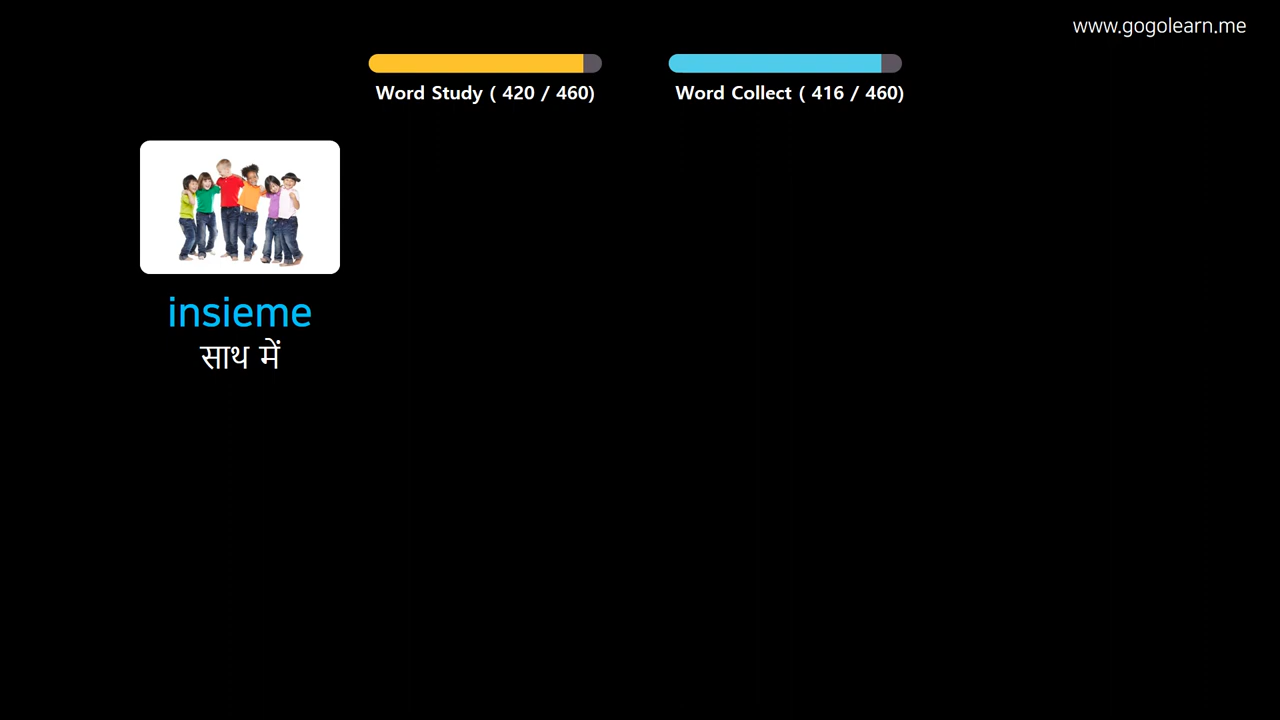 www.gogolearn.me
Word Study ( 420 / 460)
Word Collect ( 416 / 460)
insieme
साथ में